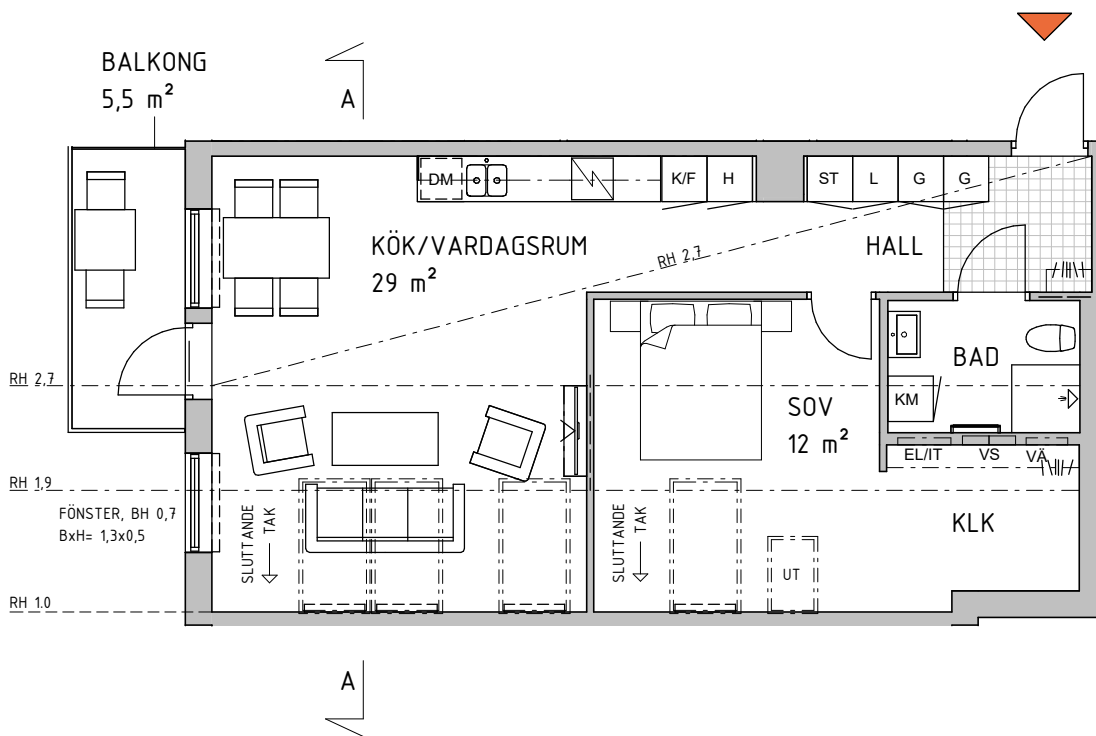 BALKONG
5,5 m²
A
DM
K/F
H
ST
L
G
G
KÖK/VARDAGSRUM
29 m²
RH 2,7
HALL
RH 2,7
BAD
KM
SOV
12 m²
EL/IT
VS
VÄ
RH 1,9
FÖNSTER, BH 0,7
BxH= 1,3x0,5
SLUTTANDE
TAK
SLUTTANDE
TAK
KLK
UT
RH 1.0
A